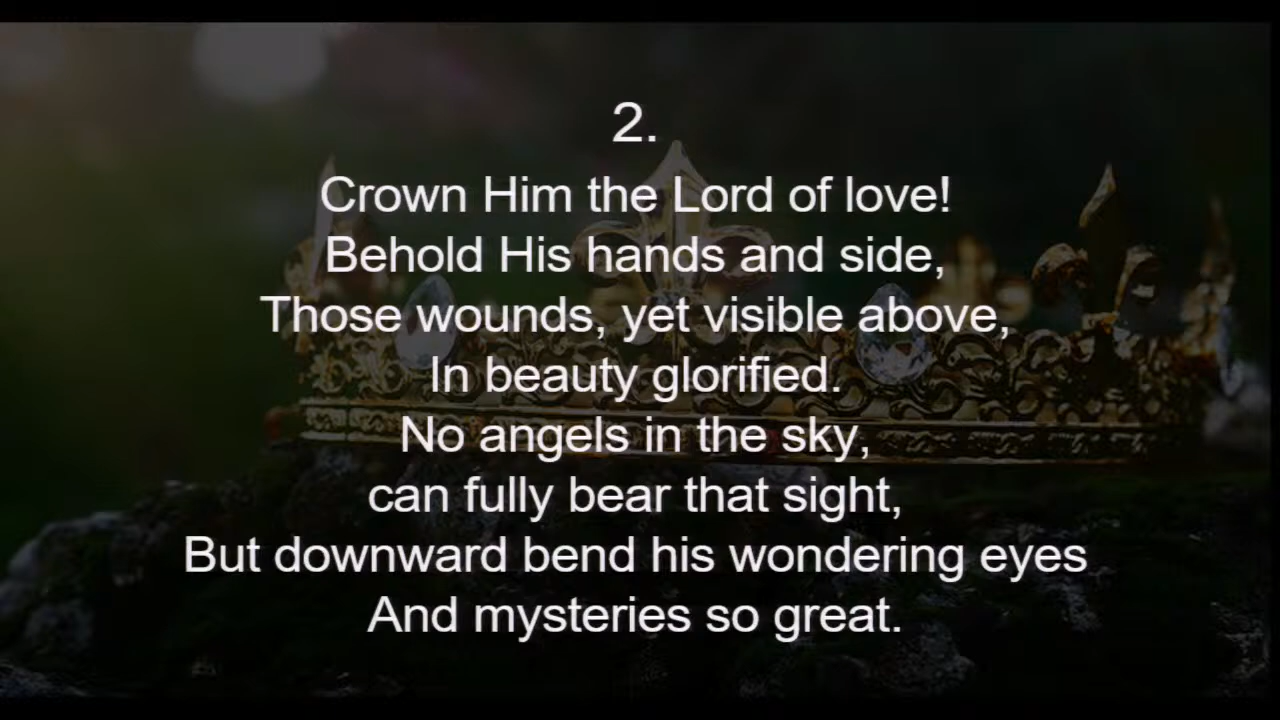 2.
Crown Him the Lord of love!
Behold His hands and side,
Those wounds, yet visible above,
In beauty glorified.
No angels in the sky,
can fully bear that sight,
But downward bend his wondering eyes
And mysteries so great.